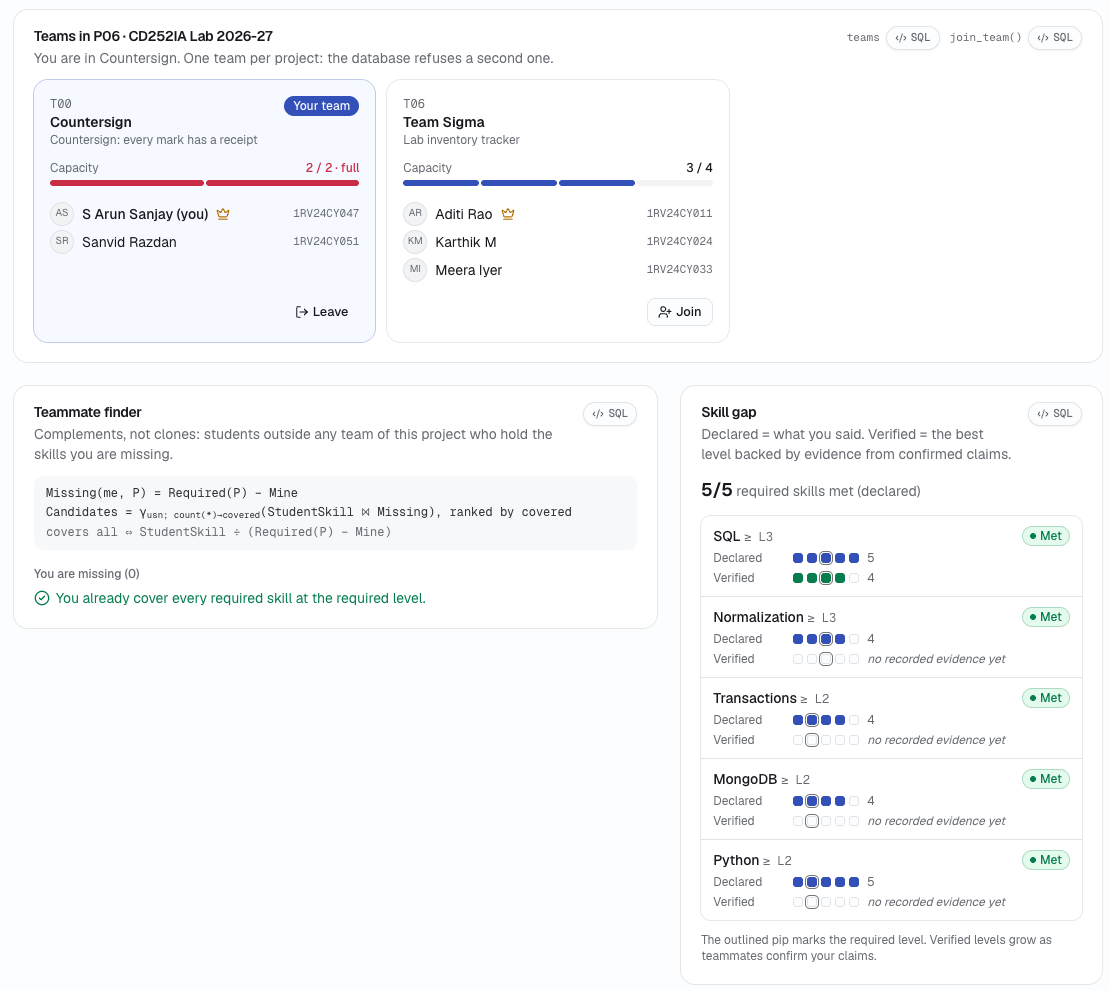 Teams in P06 · CD252IA Lab 2026-27
teams </> SQL join_team() </> SQL
You are in Countersign. One team per project: the database refuses a second one.
T00
Your team
Countersign
Countersign: every mark has a receipt
Capacity 2 / 2 · full
AS S Arun Sanjay (you) 1RV24CY047
SR Sanvid Razdan 1RV24CY051
Leave
T06
Team Sigma
Lab inventory tracker
Capacity 3 / 4
AR Aditi Rao 1RV24CY011
KM Karthik M 1RV24CY024
MI Meera Iyer 1RV24CY033
Join
Teammate finder
</> SQL
Complements, not clones: students outside any team of this project who hold the
skills you are missing.
Missing(me, P) = Required(P) − Mine
Candidates = γusn; count(*)→covered(StudentSkill ⋈ Missing), ranked by covered
covers all ⇔ StudentSkill ÷ (Required(P) − Mine)
You are missing (0)
You already cover every required skill at the required level.
Skill gap
</> SQL
Declared = what you said. Verified = the best
level backed by evidence from confirmed claims.
5/5 required skills met (declared)
SQL ≥ L3 Met
Declared 5
Verified 4
Normalization ≥ L3 Met
Declared 4
Verified no recorded evidence yet
Transactions ≥ L2 Met
Declared 4
Verified no recorded evidence yet
MongoDB ≥ L2 Met
Declared 4
Verified no recorded evidence yet
Python ≥ L2 Met
Declared 5
Verified no recorded evidence yet
The outlined pip marks the required level. Verified levels grow as
teammates confirm your claims.